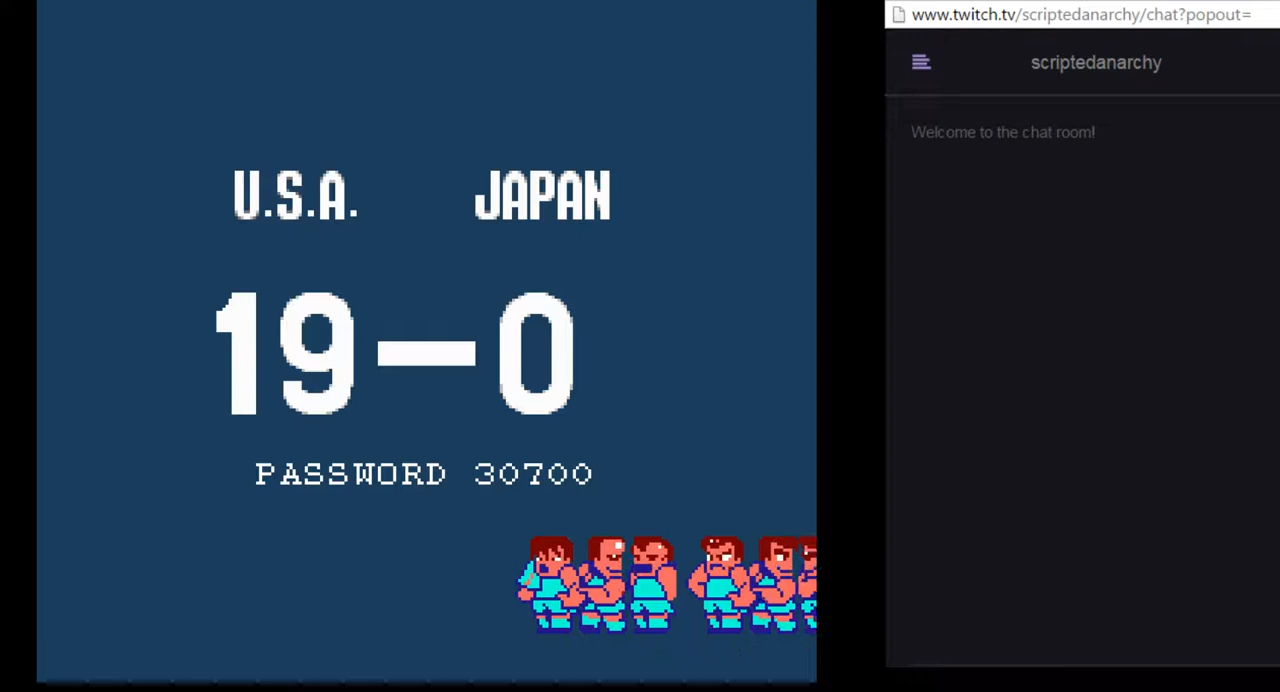 U.S.A. JAPAN
19-0
PASSWORD 30700
www.twitch.tv/scriptedanarchy/chat?popout=
scriptedanarchy
Welcome to the chat room!